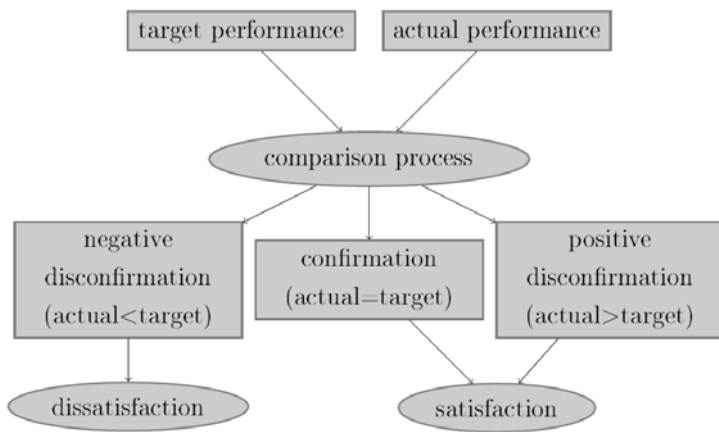 target performance
actual performance
comparison process
negative
disconfirmation
(actual<target)
confirmation
(actual=target)
positive
disconfirmation
(actual>target)
dissatisfaction
satisfaction